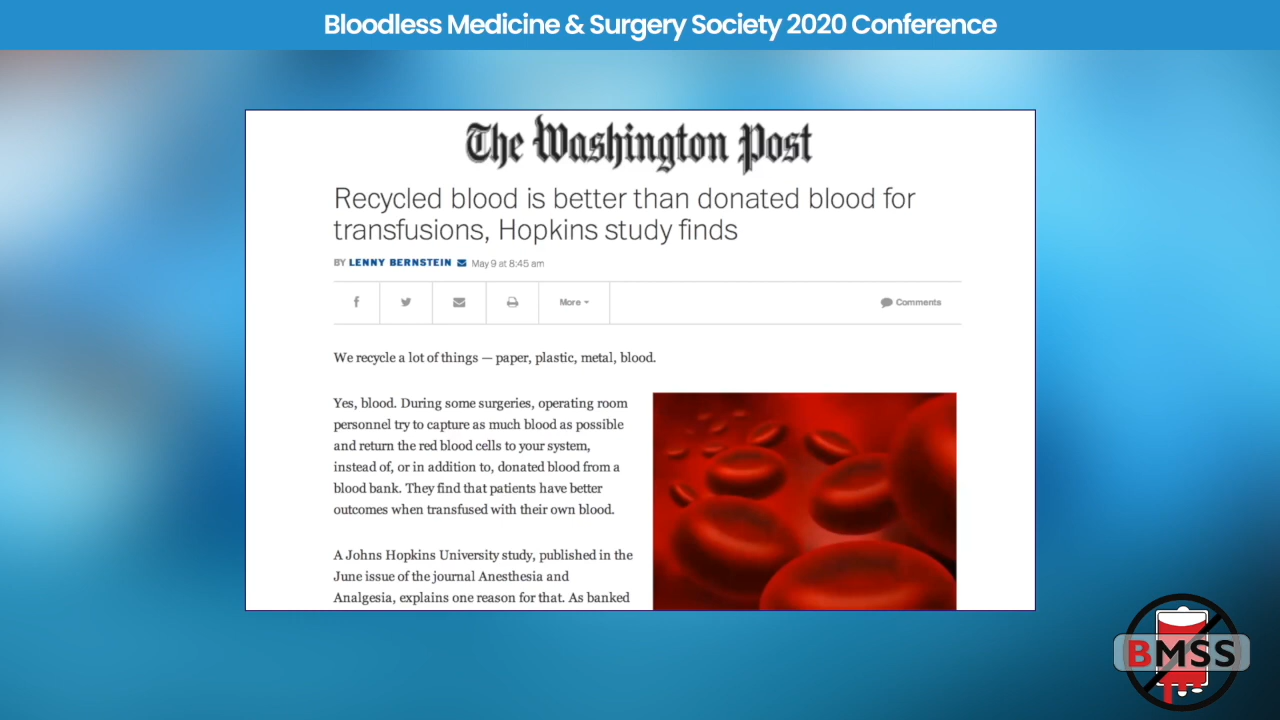 Bloodless Medicine & Surgery Society 2020 Conference
The Washington Post
Recycled blood is better than donated blood for
transfusions, Hopkins study finds
BY LENNY BERNSTEIN May 9 at 8:45 am
More
Comments
We recycle a lot of things — paper, plastic, metal, blood.
Yes, blood. During some surgeries, operating room
personnel try to capture as much blood as possible
and return the red blood cells to your system,
instead of, or in addition to, donated blood from a
blood bank. They find that patients have better
outcomes when transfused with their own blood.
A Johns Hopkins University study, published in the
June issue of the journal Anesthesia and
Analgesia, explains one reason for that. As banked
BMSS